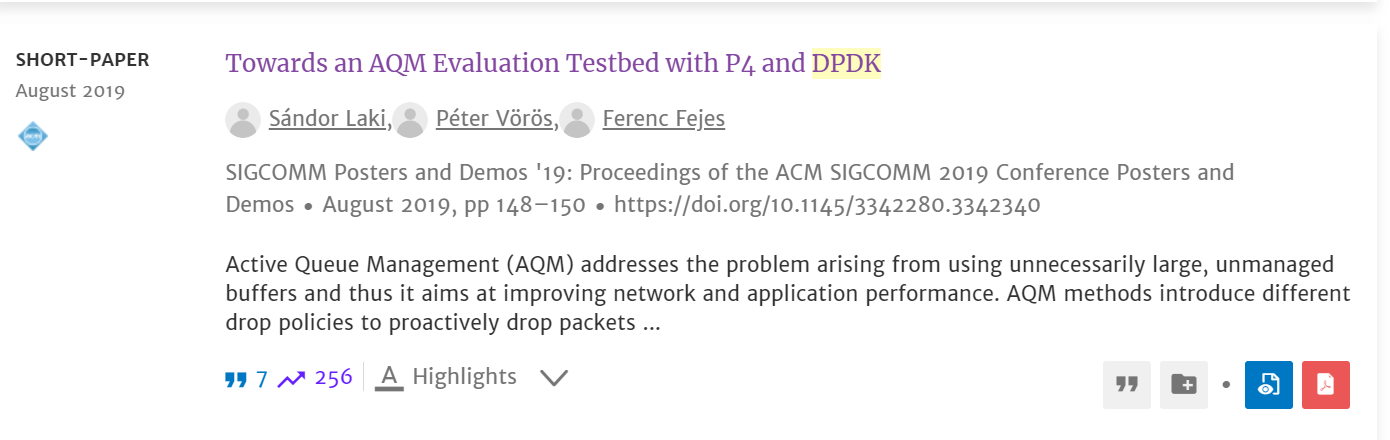 SHORT-PAPER
August 2019
Towards an AQM Evaluation Testbed with P4 and DPDK
Sándor Laki, Péter Vörös, Ferenc Fejes
SIGCOMM Posters and Demos '19: Proceedings of the ACM SIGCOMM 2019 Conference Posters and
Demos • August 2019, pp 148–150 • https://doi.org/10.1145/3342280.3342340
Active Queue Management (AQM) addresses the problem arising from using unnecessarily large, unmanaged
buffers and thus it aims at improving network and application performance. AQM methods introduce different
drop policies to proactively drop packets ...
7 256 A Highlights